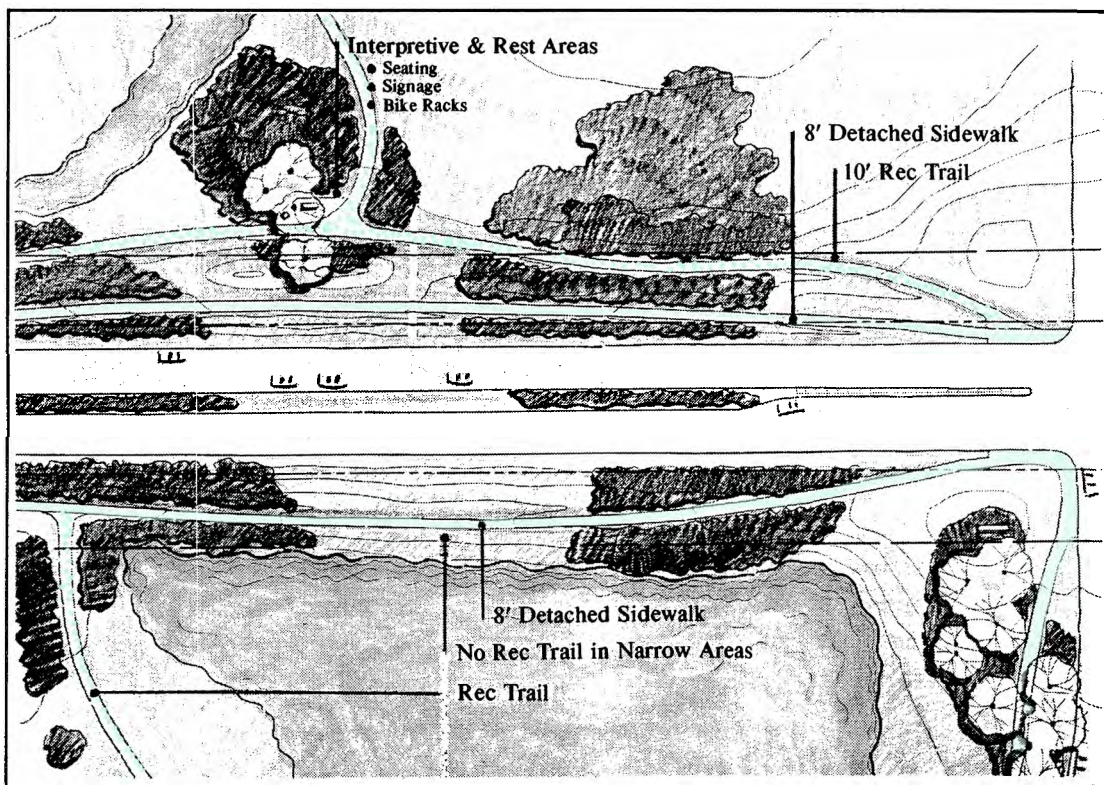 Interpretive & Rest Areas
• Seating
• Signage
• Bike Racks
8' Detached Sidewalk
10' Rec Trail
8' Detached Sidewalk
No Rec Trail in Narrow Areas
Rec Trail